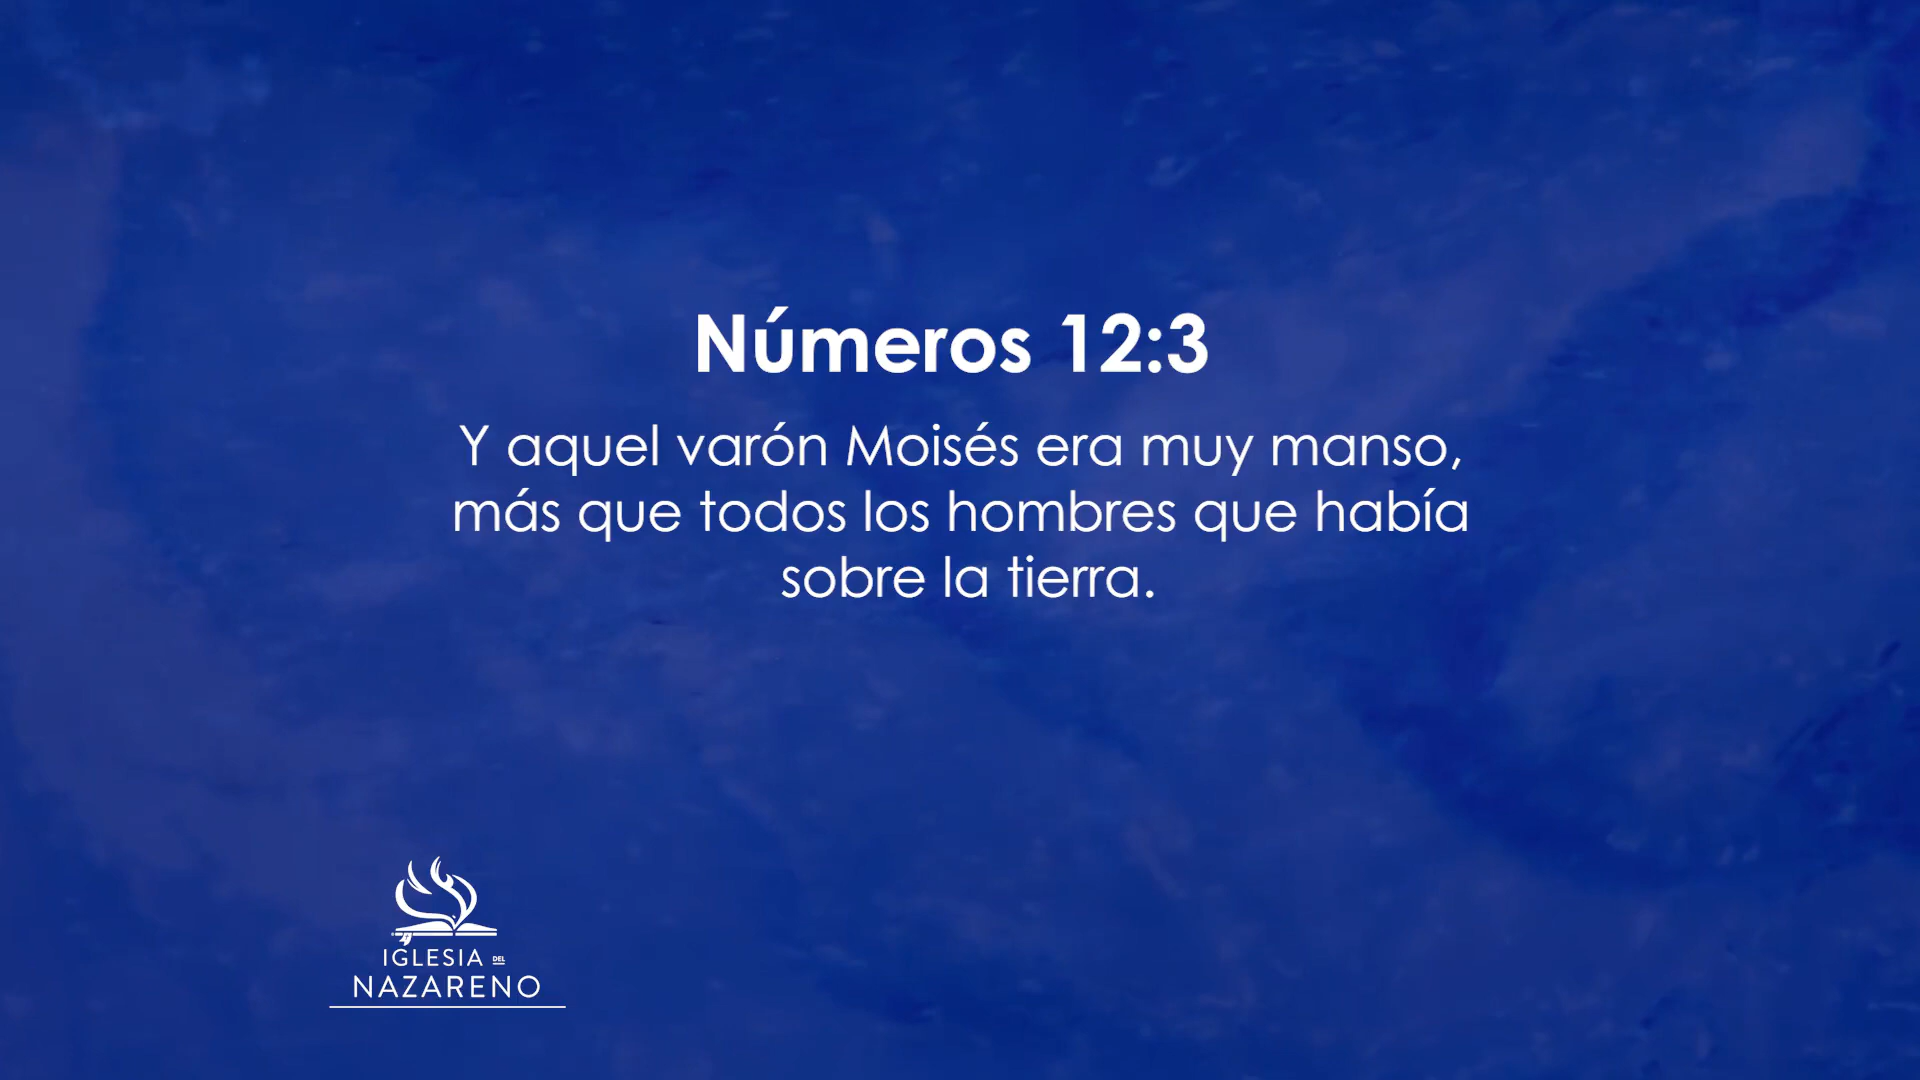 Números 12:3
Y aquel varón Moisés era muy manso,
más que todos los hombres que había
sobre la tierra.
IGLESIA DEL
NAZARENO